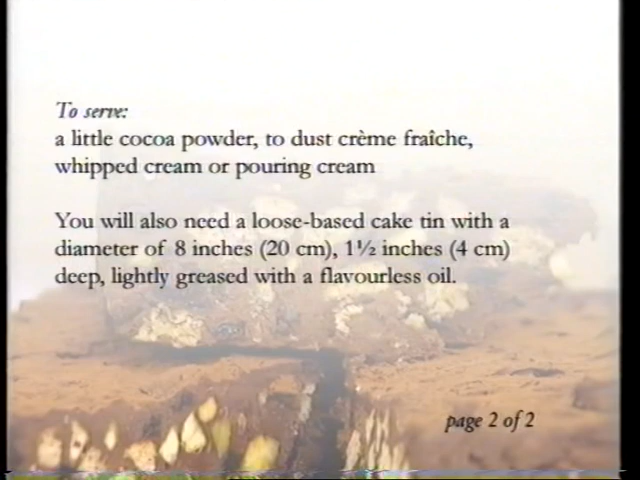 To serve:
a little cocoa powder, to dust crème fraîche,
whipped cream or pouring cream
You will also need a loose-based cake tin with a
diameter of 8 inches (20 cm), 1½ inches (4 cm)
deep, lightly greased with a flavourless oil.
page 2 of 2